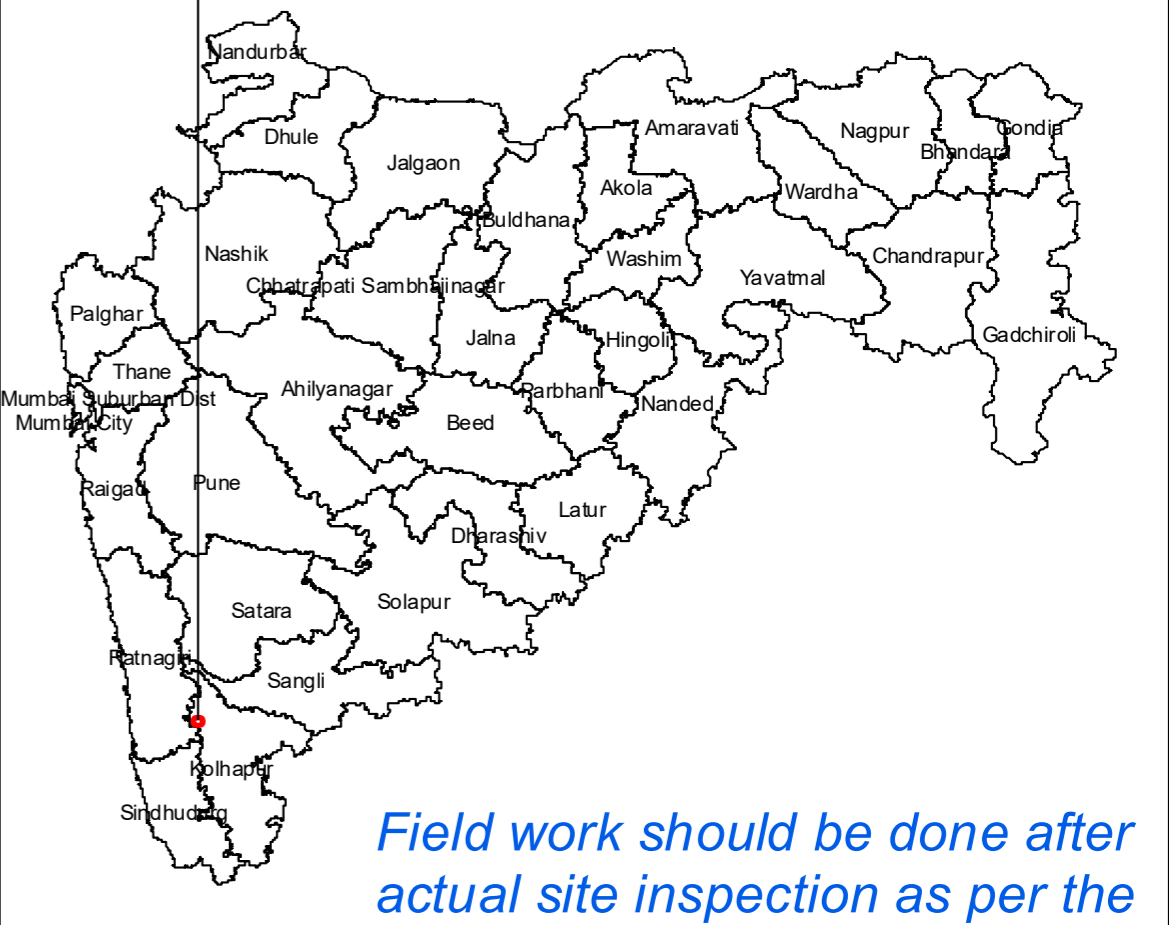 Nandurbar
Dhule
Jalgaon
Amaravati
Nagpur
Gondia
Bhandara
Akola
Wardha
Buldhana
Nashik
Washim
Chandrapur
Chhatrapati Sambhajinagar
Yavatmal
Palghar
Jalna
Hingoli
Gadchiroli
Thane
Ahilyanagar
Parbhani
Mumbai Suburban Dist
Nanded
Mumbai City
Beed
Raigad
Pune
Latur
Dharashiv
Satara
Solapur
Ratnagiri
Sangli
Kolhapur
Sindhudurg
Field work should be done after
actual site inspection as per the